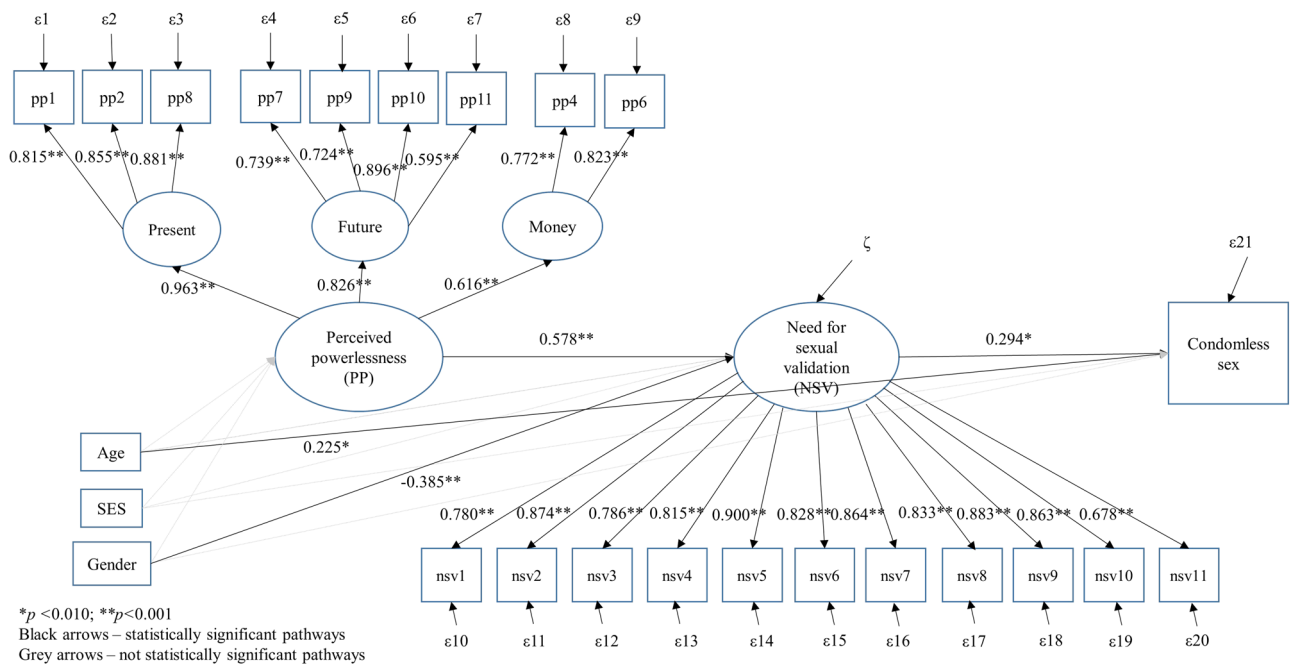 ε1 ε2 ε3 ε4 ε5 ε6 ε7 ε8 ε9
pp1 pp2 pp8 pp7 pp9 pp10 pp11 pp4 pp6
0.815** 0.855** 0.881** 0.739** 0.724** 0.896** 0.595** 0.772** 0.823**
Present Future Money
ζ ε21
0.963** 0.826** 0.616**
Perceived
powerlessness
(PP)
0.578**
Need for
sexual
validation
(NSV)
0.294*
Condomless
sex
Age
0.225*
SES
-0.385**
Gender
0.780** 0.874** 0.786** 0.815** 0.900** 0.828** 0.864** 0.833** 0.883** 0.863** 0.678**
nsv1 nsv2 nsv3 nsv4 nsv5 nsv6 nsv7 nsv8 nsv9 nsv10 nsv11
ε10 ε11 ε12 ε13 ε14 ε15 ε16 ε17 ε18 ε19 ε20
*p <0.010; **p<0.001
Black arrows – statistically significant pathways
Grey arrows – not statistically significant pathways